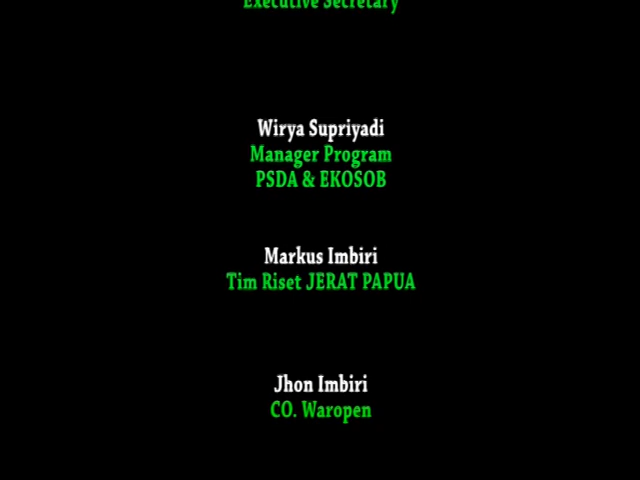 Executive Secretary
Wirya Supriyadi
Manager Program
PSDA & EKOSOB
Markus Imbiri
Tim Riset JERAT PAPUA
Jhon Imbiri
CO. Waropen